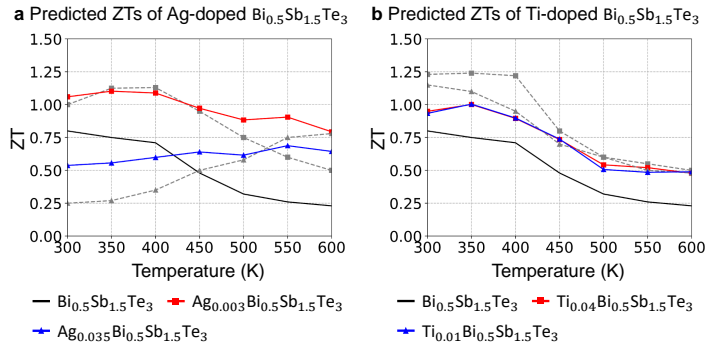 a Predicted ZTs of Ag-doped Bi₀.₅Sb₁.₅Te₃
1.50
1.25
1.00
0.75
0.50
0.25
0.00
ZT
300 350 400 450 500 550 600
Temperature (K)
Bi₀.₅Sb₁.₅Te₃ Ag₀.₀₀₃Bi₀.₅Sb₁.₅Te₃
Ag₀.₀₃₅Bi₀.₅Sb₁.₅Te₃
b Predicted ZTs of Ti-doped Bi₀.₅Sb₁.₅Te₃
1.50
1.25
1.00
0.75
0.50
0.25
0.00
ZT
300 350 400 450 500 550 600
Temperature (K)
Bi₀.₅Sb₁.₅Te₃ Ti₀.₀₄Bi₀.₅Sb₁.₅Te₃
Ti₀.₀₁Bi₀.₅Sb₁.₅Te₃